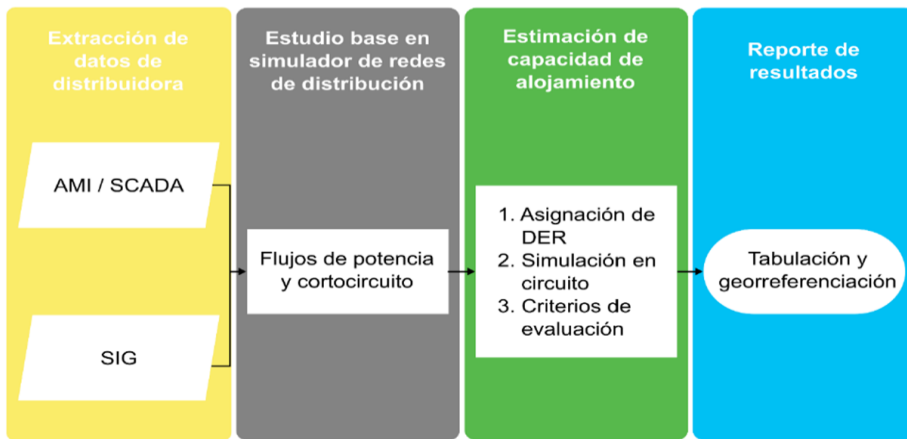 Extracción de
datos de
distribuidora
AMI / SCADA
SIG
Estudio base en
simulador de redes
de distribución
Flujos de potencia
y cortocircuito
Estimación de
capacidad de
alojamiento
1. Asignación de
DER
2. Simulación en
circuito
3. Criterios de
evaluación
Reporte de
resultados
Tabulación y
georreferenciación